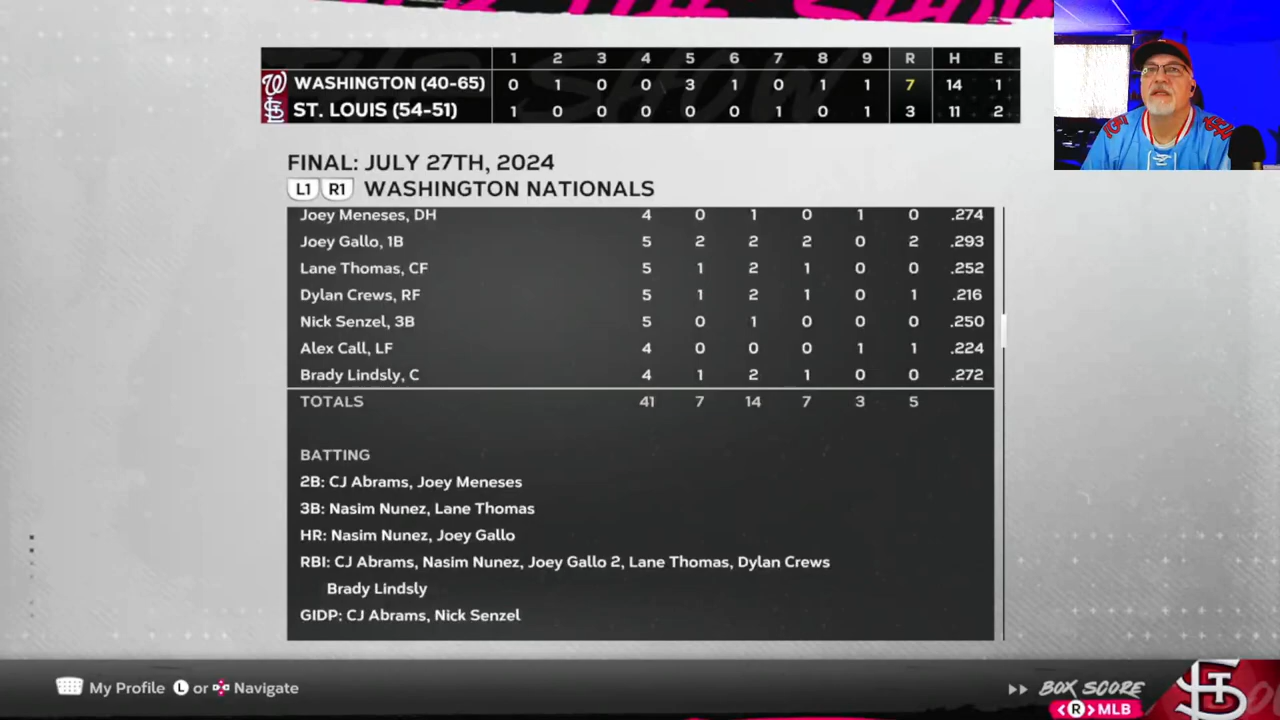 1 2 3 4 5 6 7 8 9 R H E
WASHINGTON (40-65) 0 1 0 0 3 1 0 1 1 7 14 1
ST. LOUIS (54-51) 1 0 0 0 0 0 1 0 1 3 11 2
FINAL: JULY 27TH, 2024
L1 R1 WASHINGTON NATIONALS
Joey Meneses, DH 4 0 1 0 1 0 .274
Joey Gallo, 1B 5 2 2 2 0 2 .293
Lane Thomas, CF 5 1 2 1 0 0 .252
Dylan Crews, RF 5 1 2 1 0 1 .216
Nick Senzel, 3B 5 0 1 0 0 0 .250
Alex Call, LF 4 0 0 0 1 1 .224
Brady Lindsly, C 4 1 2 1 0 0 .272
TOTALS 41 7 14 7 3 5
BATTING
2B: CJ Abrams, Joey Meneses
3B: Nasim Nunez, Lane Thomas
HR: Nasim Nunez, Joey Gallo
RBI: CJ Abrams, Nasim Nunez, Joey Gallo 2, Lane Thomas, Dylan Crews
Brady Lindsly
GIDP: CJ Abrams, Nick Senzel
My Profile L or Navigate
BOX SCORE
R MLB